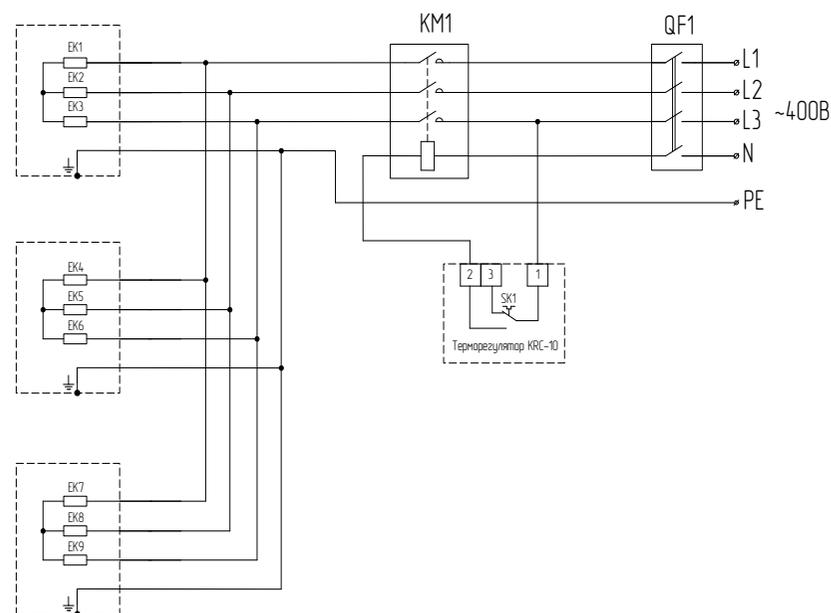 KM1
QF1
EK1
EK2
EK3
L1
L2
L3
~400В
N
PE
EK4
EK5
EK6
2 3 1
SK1
Терморегулятор KRC-10
EK7
EK8
EK9